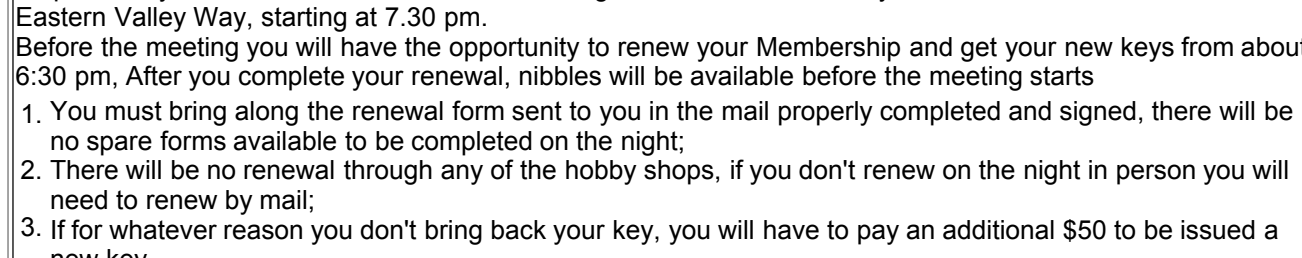 Eastern Valley Way, starting at 7.30 pm.
Before the meeting you will have the opportunity to renew your Membership and get your new keys from about
6:30 pm, After you complete your renewal, nibbles will be available before the meeting starts
1. You must bring along the renewal form sent to you in the mail properly completed and signed, there will be
no spare forms available to be completed on the night;
2. There will be no renewal through any of the hobby shops, if you don't renew on the night in person you will
need to renew by mail;
3. If for whatever reason you don't bring back your key, you will have to pay an additional $50 to be issued a
new key